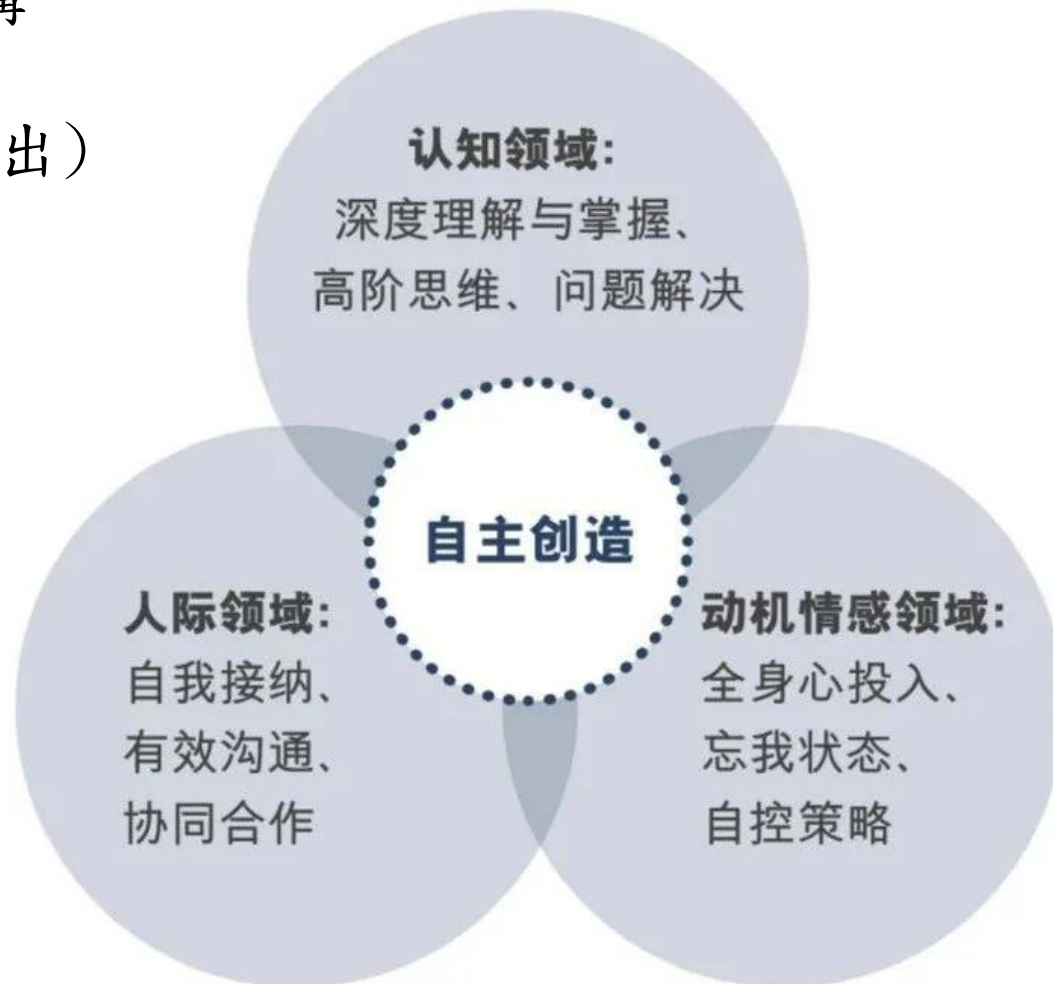 出）
认知领域:
深度理解与掌握、
高阶思维、问题解决
自主创造
人际领域:
自我接纳、
有效沟通、
协同合作
动机情感领域:
全身心投入、
忘我状态、
自控策略